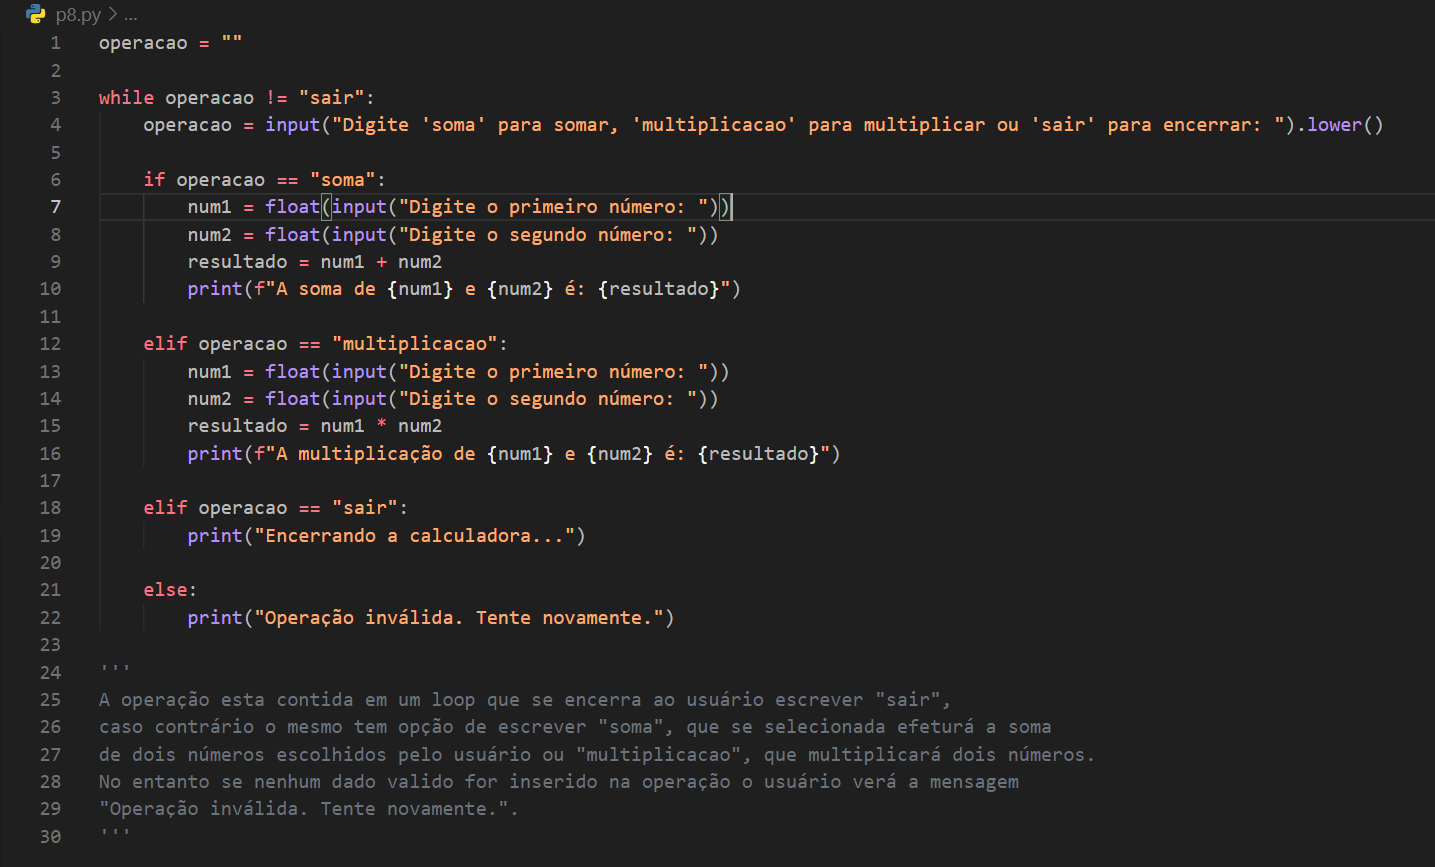 p8.py > ...
1 operacao = ""
2
3 while operacao != "sair":
4     operacao = input("Digite 'soma' para somar, 'multiplicacao' para multiplicar ou 'sair' para encerrar: ").lower()
5
6     if operacao == "soma":
7         num1 = float(input("Digite o primeiro número: "))
8         num2 = float(input("Digite o segundo número: "))
9         resultado = num1 + num2
10         print(f"A soma de {num1} e {num2} é: {resultado}")
11
12     elif operacao == "multiplicacao":
13         num1 = float(input("Digite o primeiro número: "))
14         num2 = float(input("Digite o segundo número: "))
15         resultado = num1 * num2
16         print(f"A multiplicação de {num1} e {num2} é: {resultado}")
17
18     elif operacao == "sair":
19         print("Encerrando a calculadora...")
20
21     else:
22         print("Operação inválida. Tente novamente.")
23
24 '''
25 A operação esta contida em um loop que se encerra ao usuário escrever "sair",
26 caso contrário o mesmo tem opção de escrever "soma", que se selecionada efeturá a soma
27 de dois números escolhidos pelo usuário ou "multiplicacao", que multiplicará dois números.
28 No entanto se nenhum dado valido for inserido na operação o usuário verá a mensagem
29 "Operação inválida. Tente novamente.".
30 '''